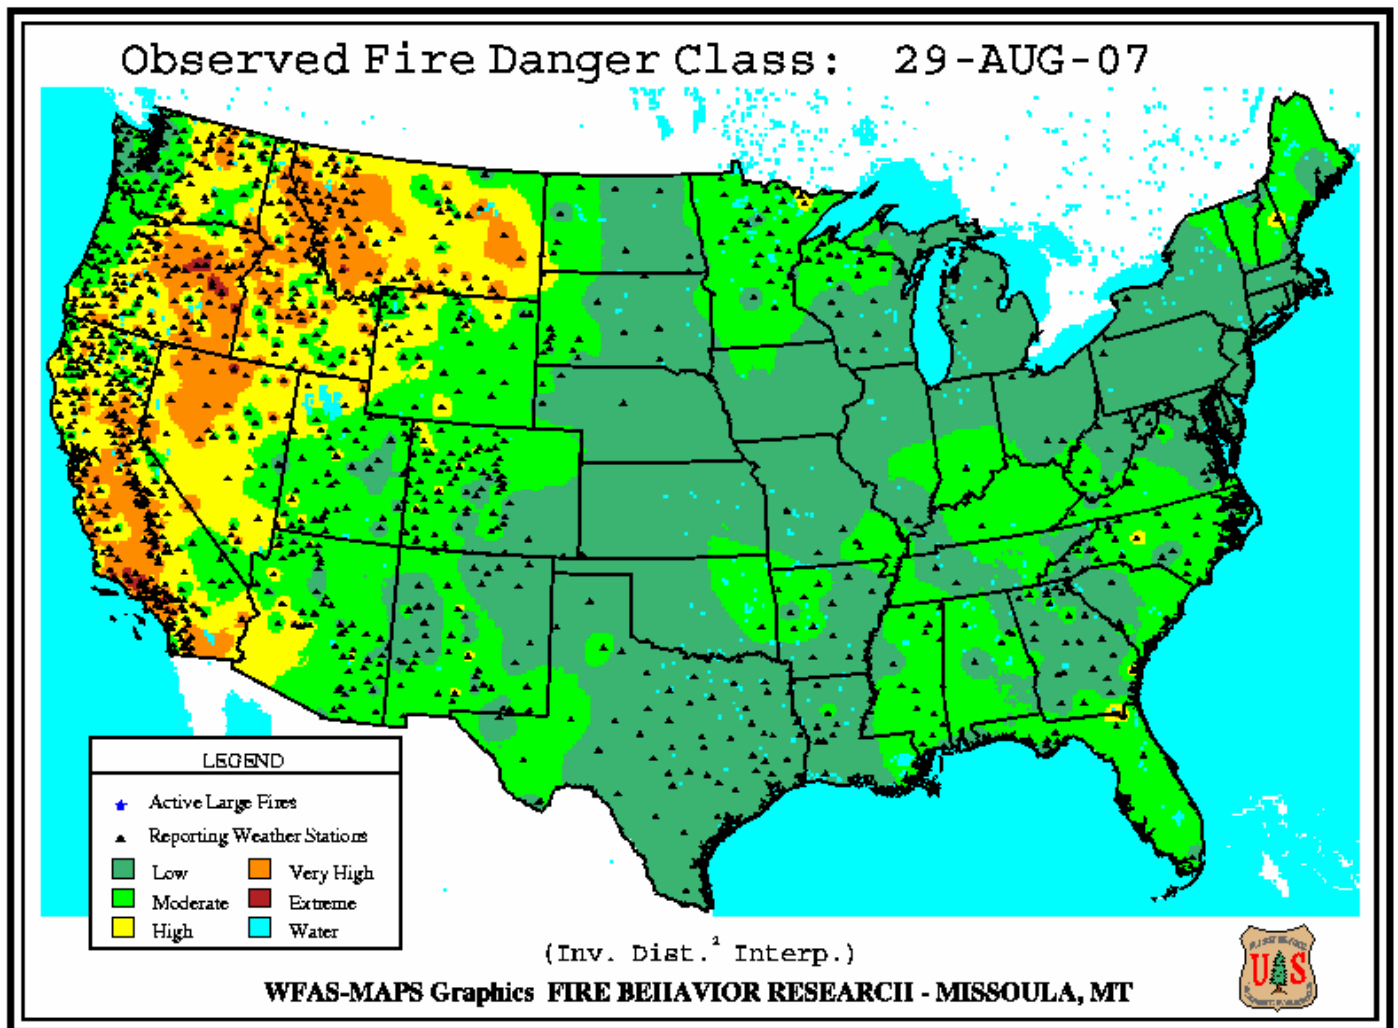 Observed Fire Danger Class: 29-AUG-07
LEGEND
Active Large Fires
Reporting Weather Stations
Low
Very High
Moderate
Extreme
High
Water
(Inv. Dist.² Interp.)
WFAS-MAPS Graphics FIRE BEHAVIOR RESEARCH - MISSOULA, MT
US